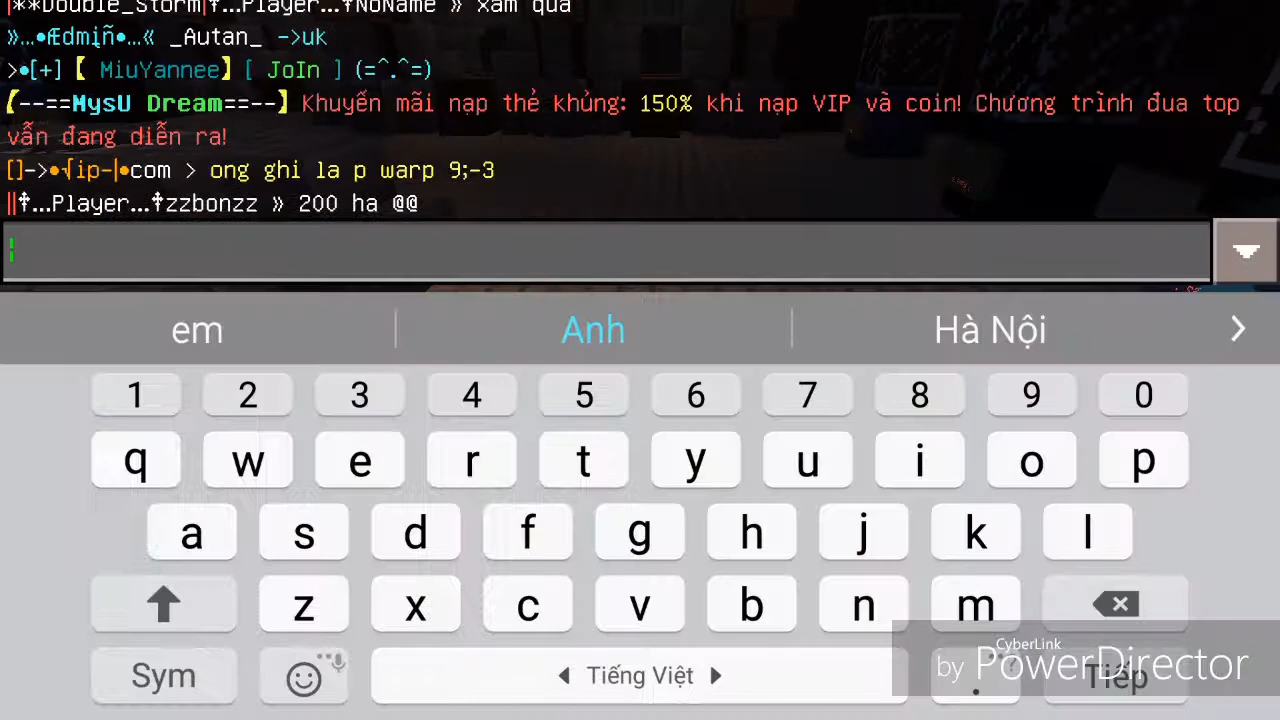 |**Double_Storm|†...Player...†NoName » xàm quá
»...•Ædmįñ•...« _Autan_ ->uk
>•[+]【 MiuYannee】[ JoIn ] (=^.^=)
【--==MysU Dream==--】Khuyến mãi nạp thẻ khủng: 150% khi nạp VIP và coin! Chương trình đua top
vẫn đang diễn ra!
[]->•√ip-|•com > ong ghi la p warp 9;-3
||†...Player...†zzbonzz » 200 ha @@
em Anh Hà Nội
1 2 3 4 5 6 7 8 9 0
q w e r t y u i o p
a s d f g h j k l
z x c v b n m
Sym Tiếng Việt . Tiếp
CyberLink
by PowerDirector